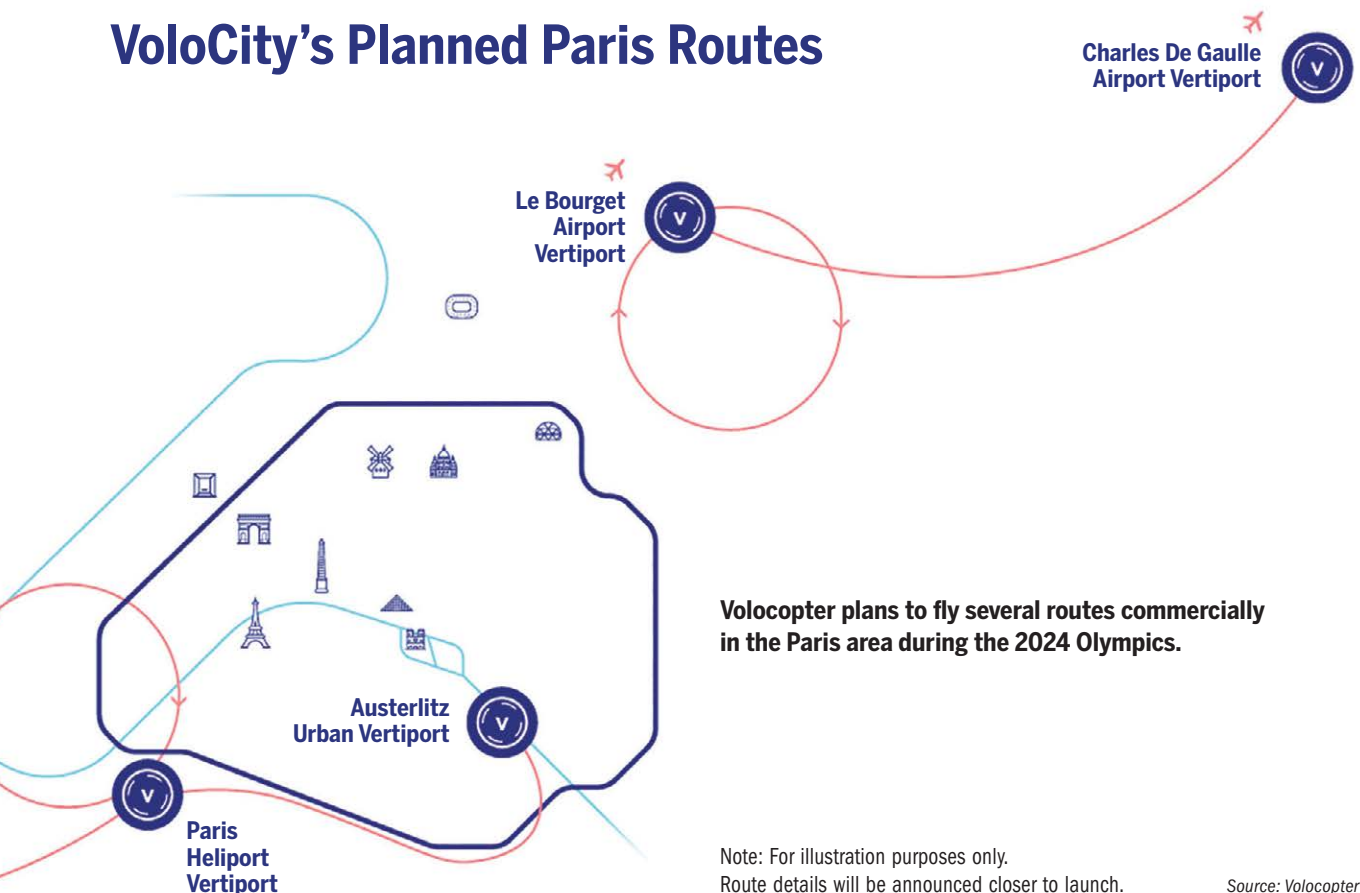 VoloCity's Planned Paris Routes
Charles De Gaulle
Airport Vertiport
V
Le Bourget
Airport
Vertiport
V
Volocopter plans to fly several routes commercially
in the Paris area during the 2024 Olympics.
Austerlitz
Urban Vertiport
V
V
Paris
Heliport
Vertiport
Note: For illustration purposes only.
Route details will be announced closer to launch.
Source: Volocopter